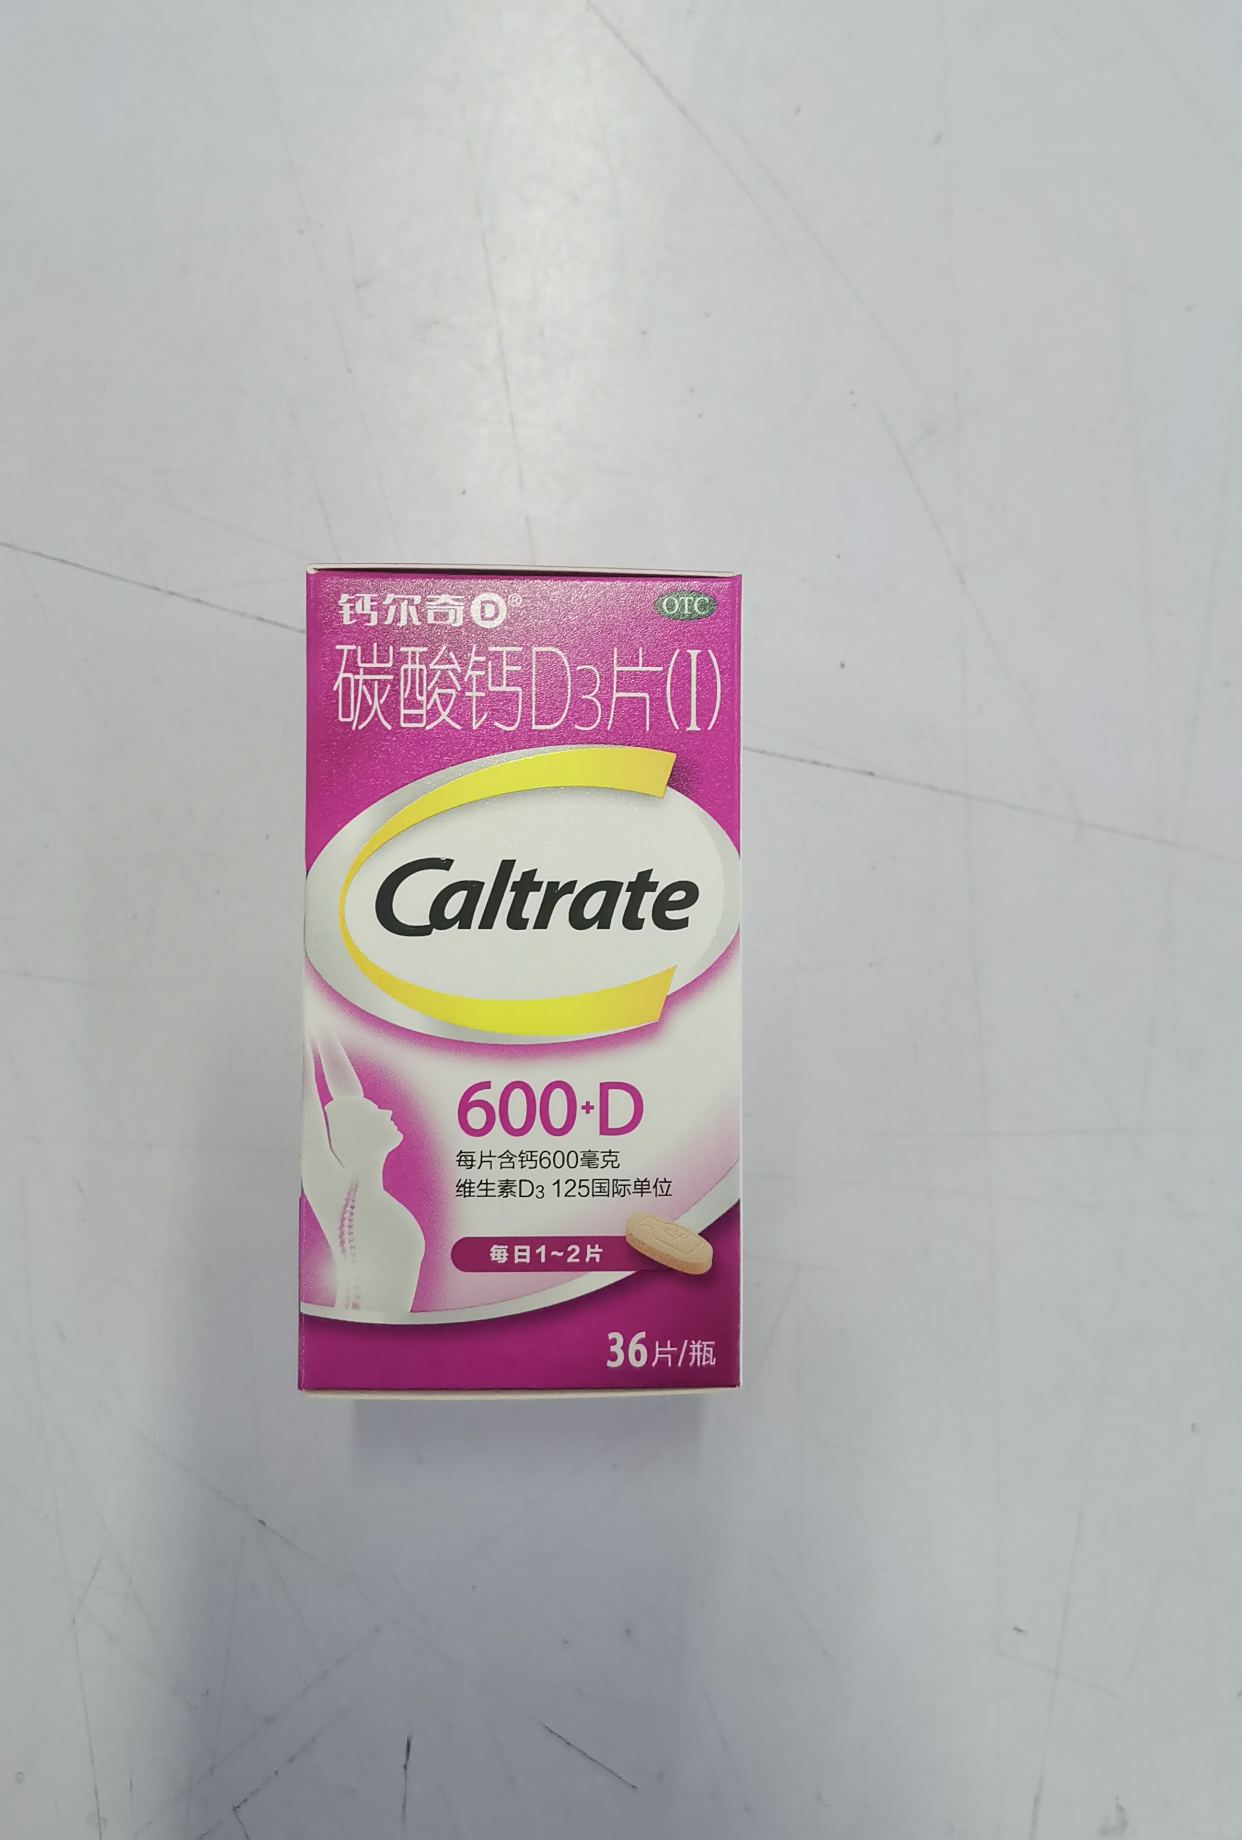 钙尔奇D®
OTC
碳酸钙D3片(I)
Caltrate
600+D
每片含钙600毫克
维生素D3 125国际单位
每日1~2片
36片/瓶